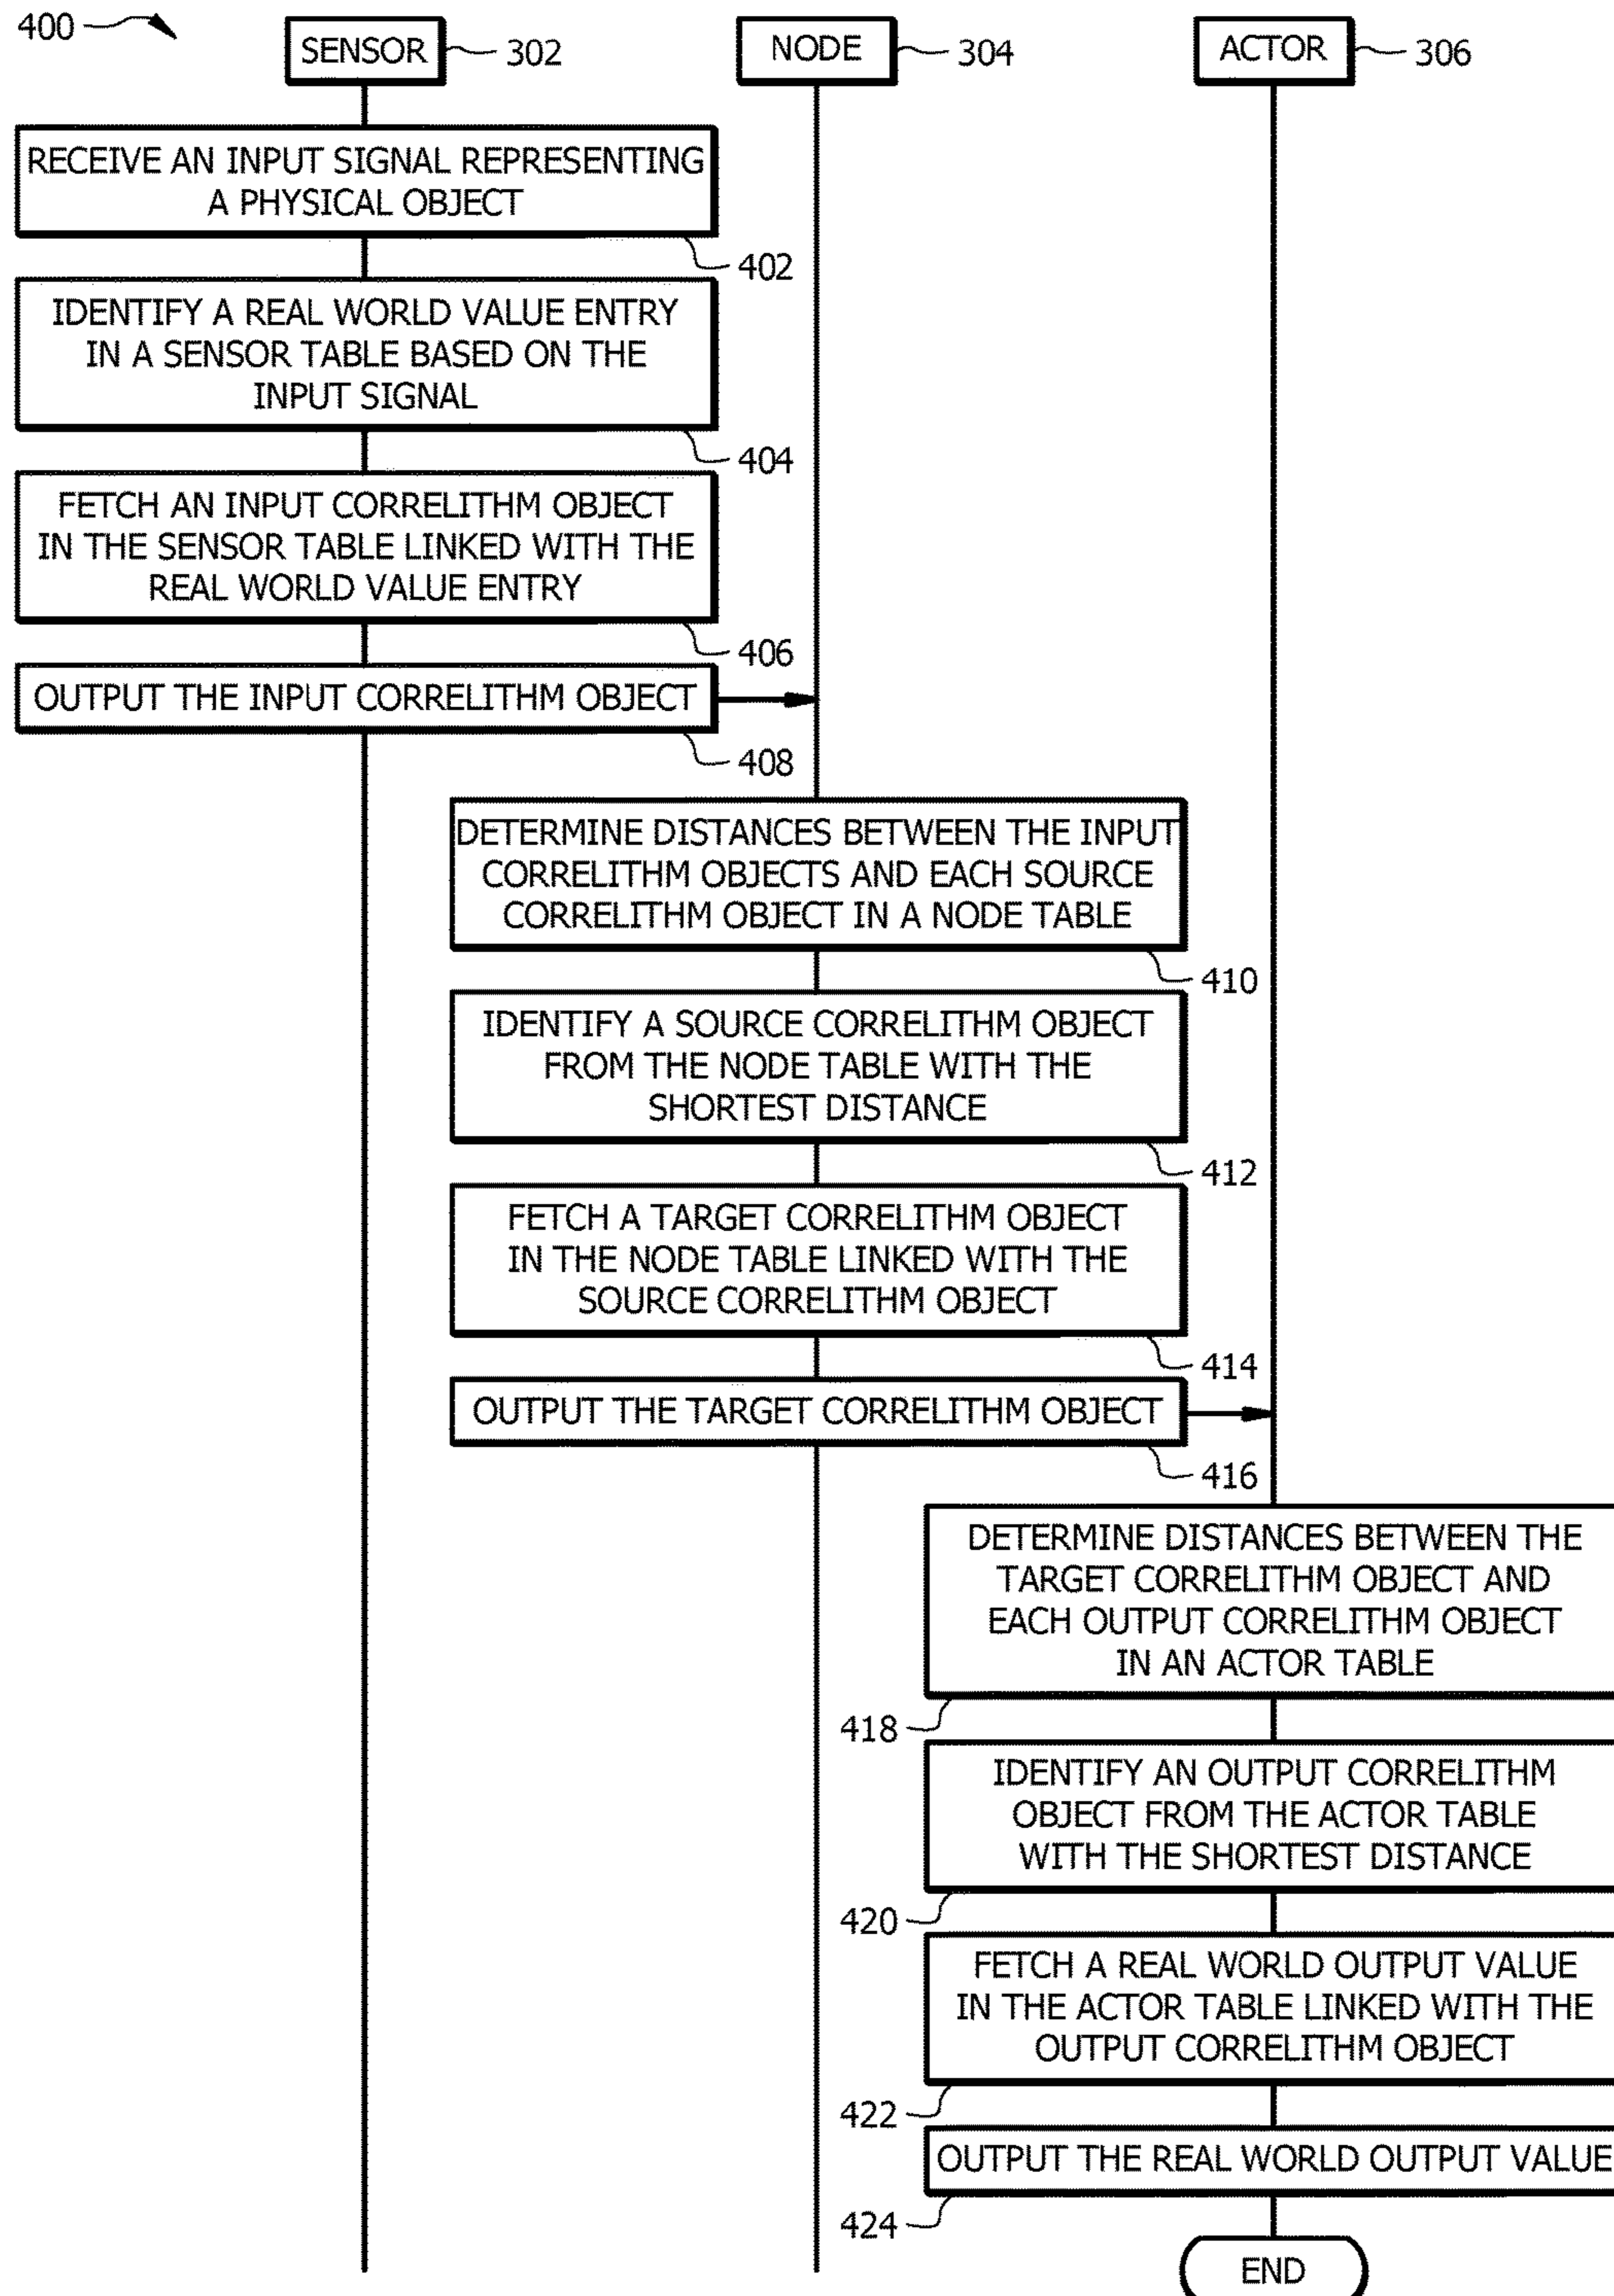 400
SENSOR 302
NODE 304
ACTOR 306
RECEIVE AN INPUT SIGNAL REPRESENTING
A PHYSICAL OBJECT
402
IDENTIFY A REAL WORLD VALUE ENTRY
IN A SENSOR TABLE BASED ON THE
INPUT SIGNAL
404
FETCH AN INPUT CORRELITHM OBJECT
IN THE SENSOR TABLE LINKED WITH THE
REAL WORLD VALUE ENTRY
406
OUTPUT THE INPUT CORRELITHM OBJECT
408
DETERMINE DISTANCES BETWEEN THE INPUT
CORRELITHM OBJECTS AND EACH SOURCE
CORRELITHM OBJECT IN A NODE TABLE
410
IDENTIFY A SOURCE CORRELITHM OBJECT
FROM THE NODE TABLE WITH THE
SHORTEST DISTANCE
412
FETCH A TARGET CORRELITHM OBJECT
IN THE NODE TABLE LINKED WITH THE
SOURCE CORRELITHM OBJECT
414
OUTPUT THE TARGET CORRELITHM OBJECT
416
DETERMINE DISTANCES BETWEEN THE
TARGET CORRELITHM OBJECT AND
EACH OUTPUT CORRELITHM OBJECT
IN AN ACTOR TABLE
418
IDENTIFY AN OUTPUT CORRELITHM
OBJECT FROM THE ACTOR TABLE
WITH THE SHORTEST DISTANCE
420
FETCH A REAL WORLD OUTPUT VALUE
IN THE ACTOR TABLE LINKED WITH THE
OUTPUT CORRELITHM OBJECT
422
OUTPUT THE REAL WORLD OUTPUT VALUE
424
END